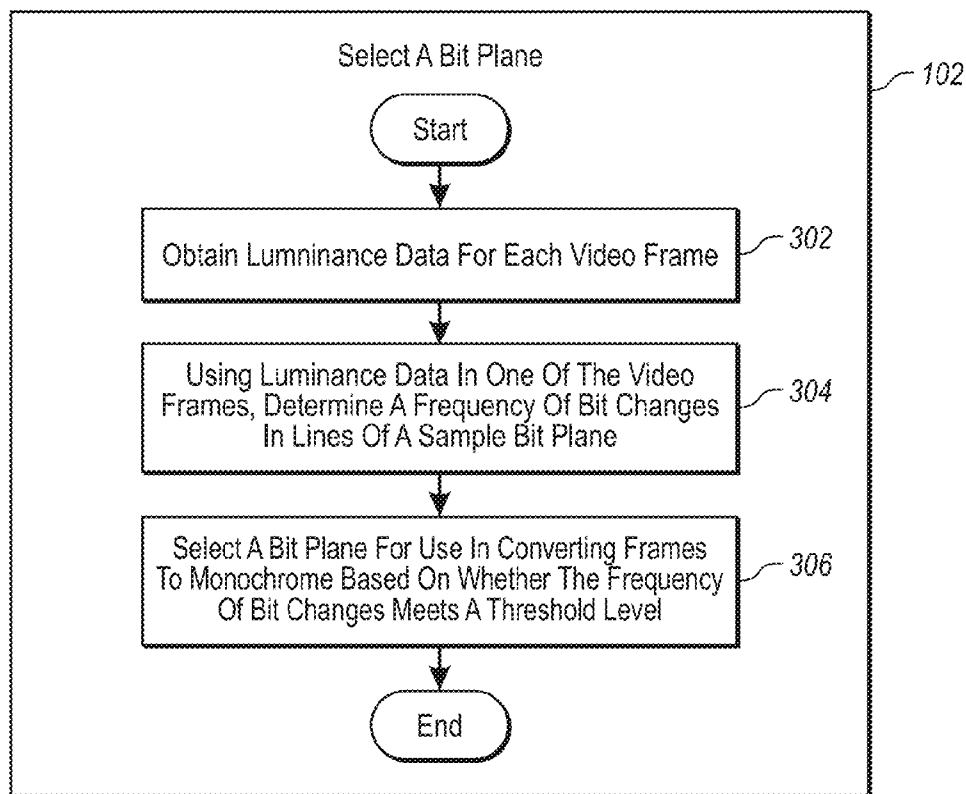 Select A Bit Plane
102
Start
Obtain Lumninance Data For Each Video Frame
302
Using Luminance Data In One Of The Video
Frames, Determine A Frequency Of Bit Changes
In Lines Of A Sample Bit Plane
304
Select A Bit Plane For Use In Converting Frames
To Monochrome Based On Whether The Frequency
Of Bit Changes Meets A Threshold Level
306
End